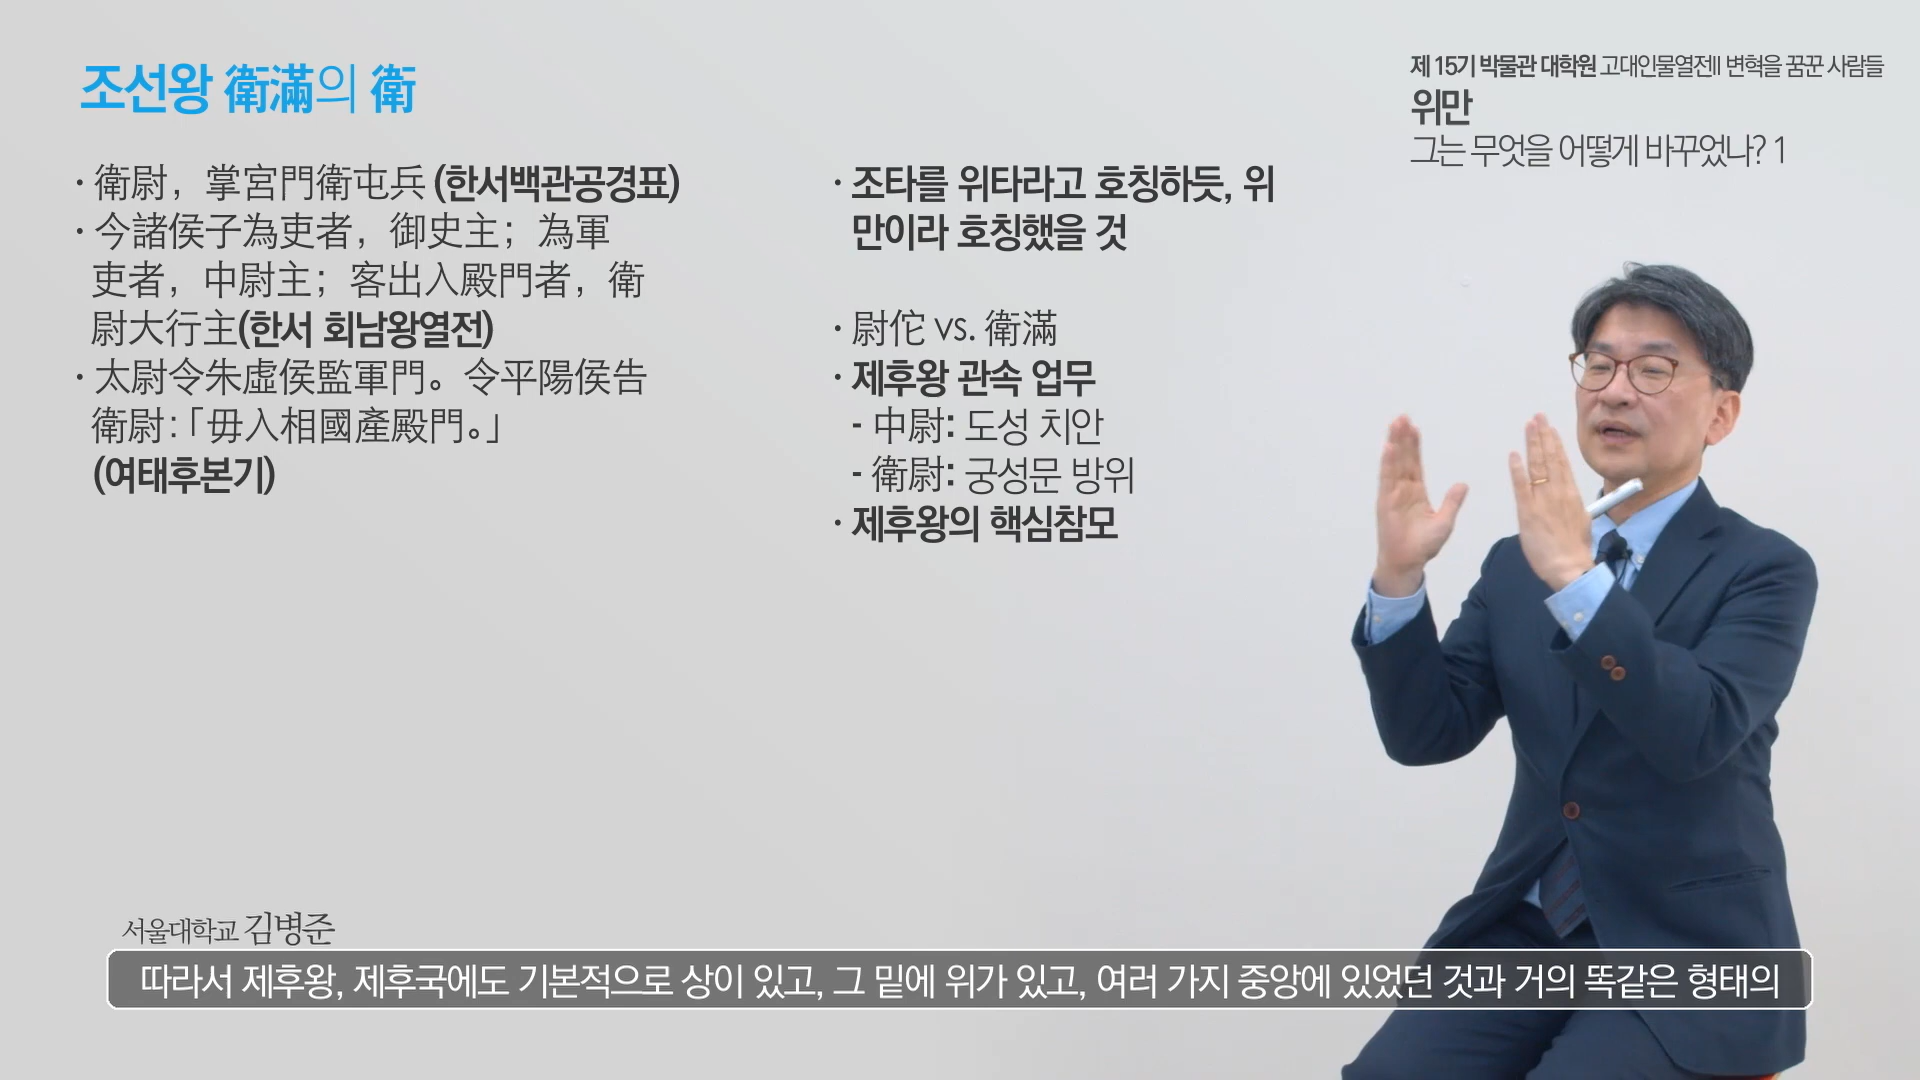 조선왕 衛滿의 衛
· 衛尉，掌宮門衛屯兵 (한서백관공경표)
· 今諸侯子為吏者，御史主；為軍
吏者，中尉主；客出入殿門者，衛
尉大行主(한서 회남왕열전)
· 太尉令朱虛侯監軍門。令平陽侯告
衛尉：「毋入相國產殿門。」
(여태후본기)
· 조타를 위타라고 호칭하듯, 위
만이라 호칭했을 것
· 尉佗 vs. 衛滿
· 제후왕 관속 업무
- 中尉: 도성 치안
- 衛尉: 궁성문 방위
· 제후왕의 핵심참모
제 15기 박물관 대학원 고대인물열전II 변혁을 꿈꾼 사람들
위만
그는 무엇을 어떻게 바꾸었나? 1
서울대학교 김병준
따라서 제후왕, 제후국에도 기본적으로 상이 있고, 그 밑에 위가 있고, 여러 가지 중앙에 있었던 것과 거의 똑같은 형태의